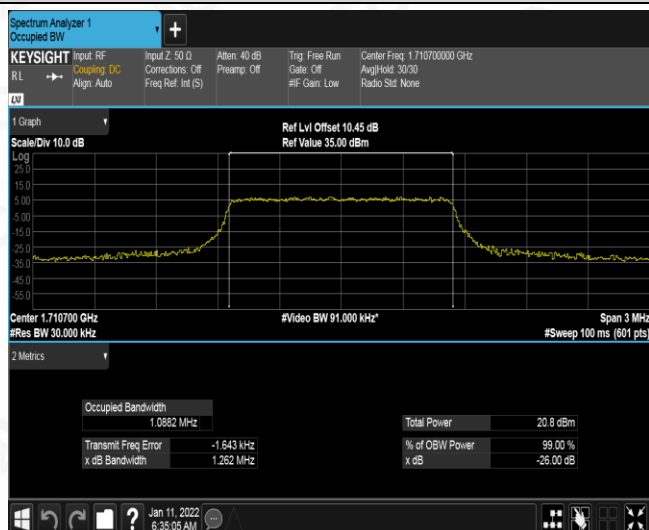 Spectrum Analyzer 1
Occupied BW
+
KEYSIGHT Input: RF Input Z: 50 Ω Atten: 40 dB Trig: Free Run Center Freq: 1.710700000 GHz
RL Coupling: DC Corrections: Off Preamp: Off Gate: Off Avg|Hold: 30/30
Align: Auto Freq Ref: Int (S) #IF Gain: Low Radio Std: None
LXI
1 Graph
Ref Lvl Offset 10.45 dB
Scale/Div 10.0 dB Ref Value 35.00 dBm
Log
25.0
15.0
5.00
-5.00
-15.0
-25.0
-35.0
-45.0
-55.0
Center 1.710700 GHz #Video BW 91.000 kHz* Span 3 MHz
#Res BW 30.000 kHz #Sweep 100 ms (601 pts)
2 Metrics
Occupied Bandwidth
1.0882 MHz Total Power 20.8 dBm
Transmit Freq Error -1.643 kHz % of OBW Power 99.00 %
x dB Bandwidth 1.262 MHz x dB -26.00 dB
? Jan 11, 2022
6:35:05 AM